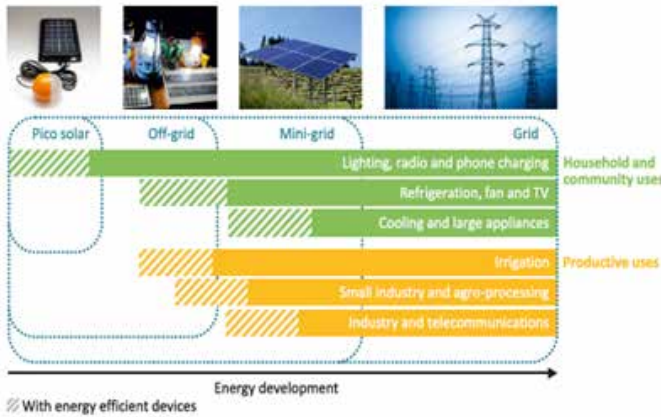 Pico solar
Off-grid
Mini-grid
Grid
Lighting, radio and phone charging
Household and
community uses
Refrigeration, fan and TV
Cooling and large appliances
Irrigation
Productive uses
Small industry and agro-processing
Industry and telecommunications
Energy development
With energy efficient devices